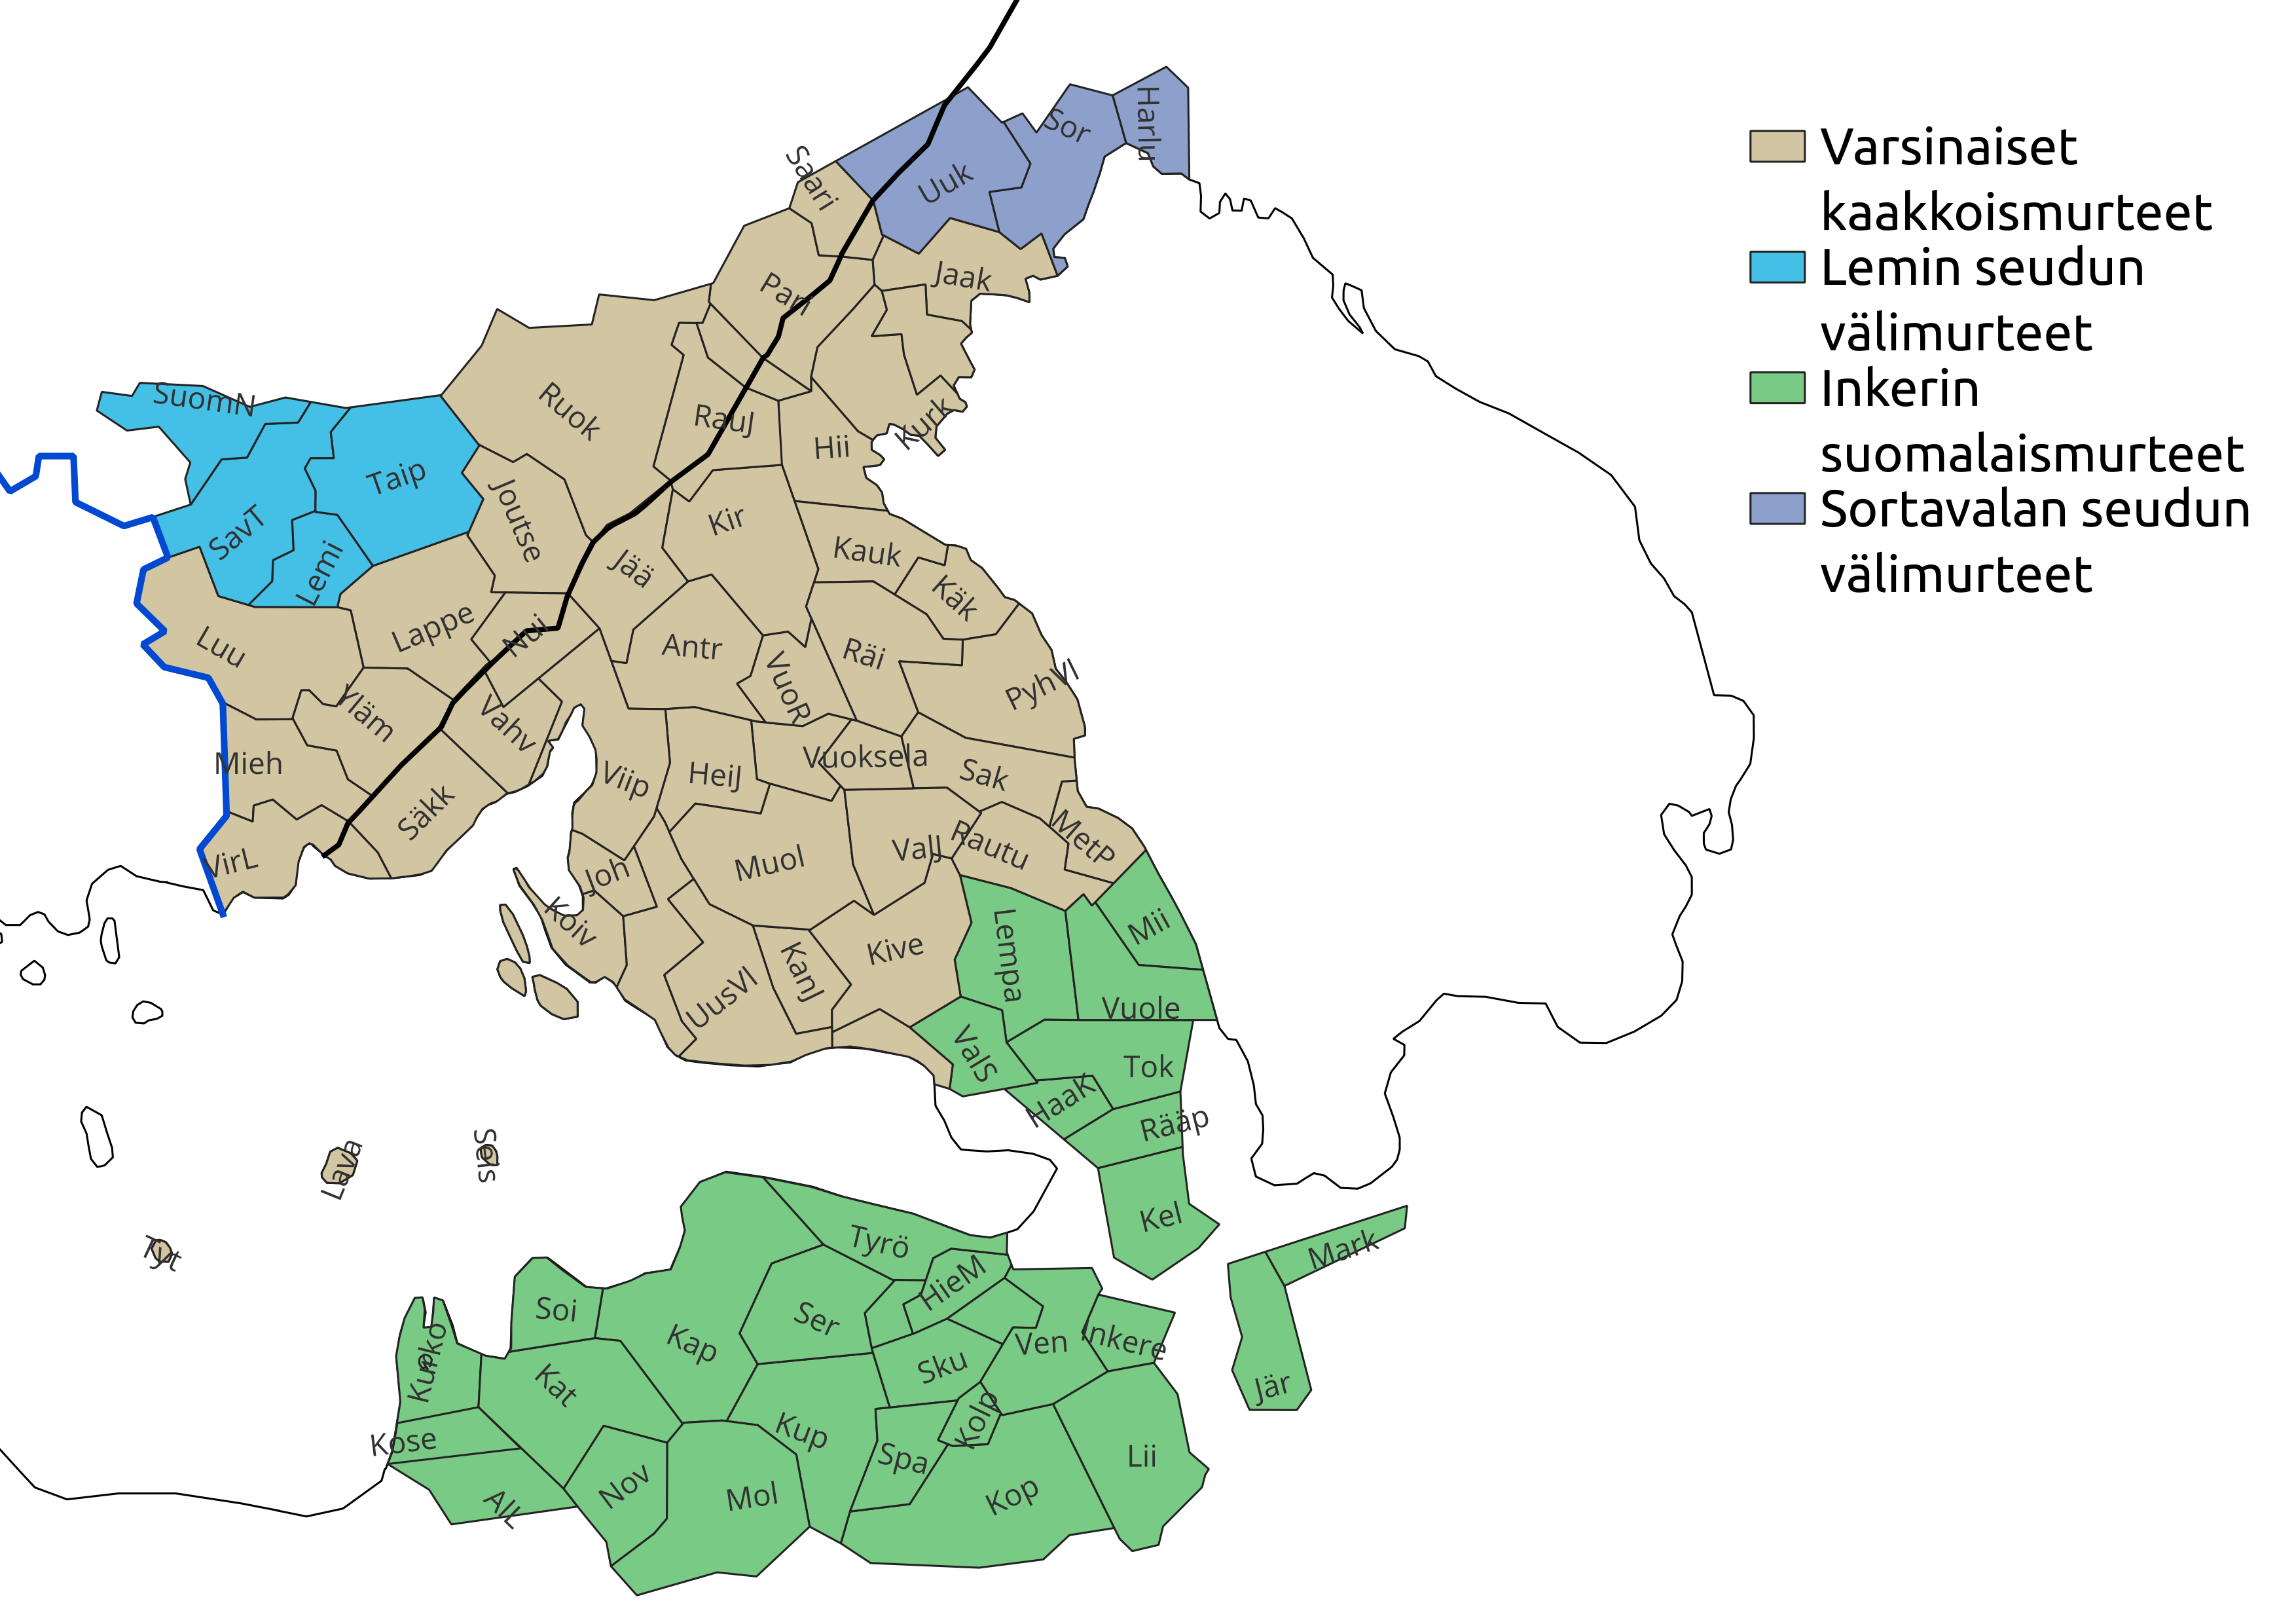 Varsinaiset
kaakkoismurteet
Lemin seudun
välimurteet
Inkerin
suomalaismurteet
Sortavalan seudun
välimurteet
Harlu
Sor
Uuk
Saari
Jaak
Pari
SuomN
Ruok
RauJ
Kurk
Hii
Taip
Joutse
SavT
Kir
Kauk
Lemi
Jää
Käk
Lappe
Nui
Luu
Antr
VuoR
Räi
PyhVI
Yläm
Vahv
Mieh
Viip
HeiJ
Vuoksela
Sak
Säkk
VirL
Joh
Muol
ValJ
Rautu
MetP
Koiv
UusVI
KanJ
Kive
Lempa
Mii
Vuole
ValS
Tok
HaaK
Rääp
Kel
Lava
Seis
Tyt
Mark
Jär
Tyrö
HieM
Soi
Kap
Ser
Ven
Inkere
Sku
Kat
Kose
Kup
Kolp
Spa
Lii
Kop
Nov
Mol
AllL